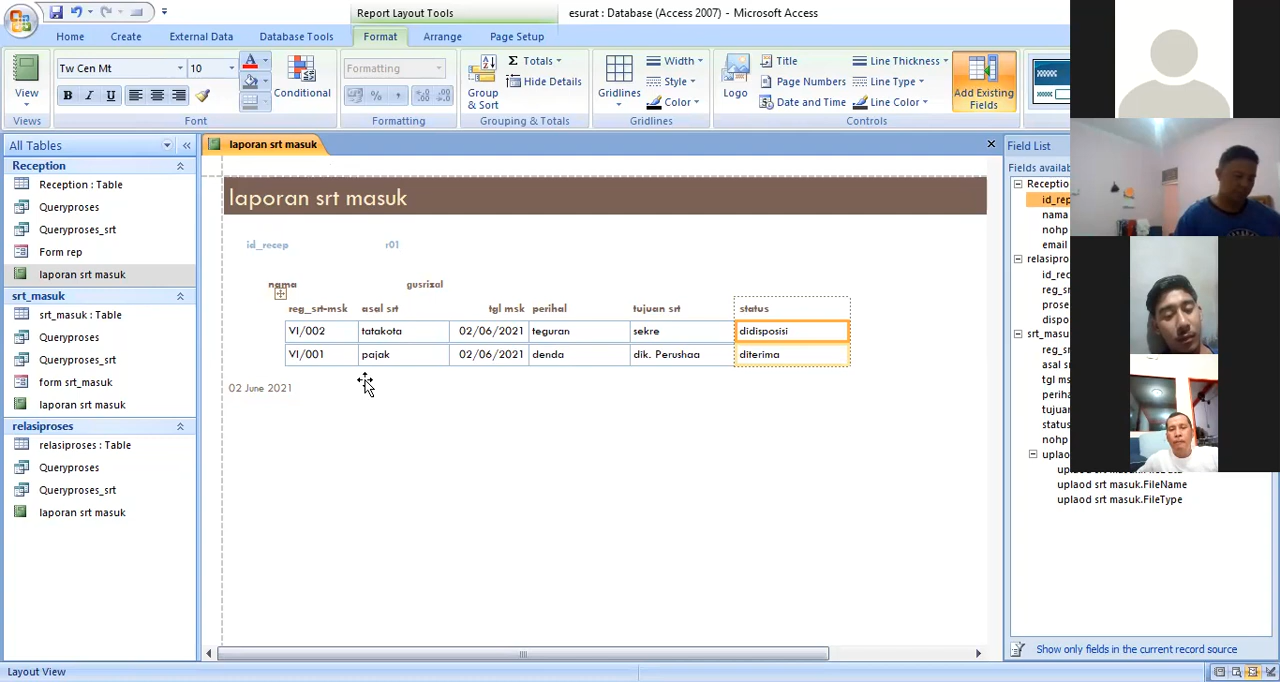 Report Layout Tools
esurat : Database (Access 2007) - Microsoft Access
Home Create External Data Database Tools Format Arrange Page Setup
Tw Cen Mt 10
B I U
A
Conditional
View
Views
Font
Formatting
% ,
Formatting
Group & Sort
Σ Totals
Hide Details
Grouping & Totals
Gridlines
Width
Style
Color
Gridlines
Logo
Title
Page Numbers
Date and Time
Line Thickness
Line Type
Line Color
Controls
Add Existing Fields
All Tables
Reception
Reception : Table
Queryproses
Queryproses_srt
Form rep
laporan srt masuk
srt_masuk
srt_masuk : Table
Queryproses
Queryproses_srt
form srt_masuk
laporan srt masuk
relasiproses
relasiproses : Table
Queryproses
Queryproses_srt
laporan srt masuk
laporan srt masuk
laporan srt masuk
id_recep r01
nama gusrizal
reg_srt-msk asal srt tgl msk perihal tujuan srt status
VI/002 tatakota 02/06/2021 teguran sekre didisposisi
VI/001 pajak 02/06/2021 denda dik. Perushaa diterima
02 June 2021
Field List
Fields availa
Receptio
id_rep
nama
nohp
email
relasipro
id_rec
reg_sr
prose
dispo
srt_masu
reg_sr
asal s
tgl ms
periha
tujuan
status
nohp
uplao
uplaod srt masuk.FileName
uplaod srt masuk.FileType
Show only fields in the current record source
Layout View